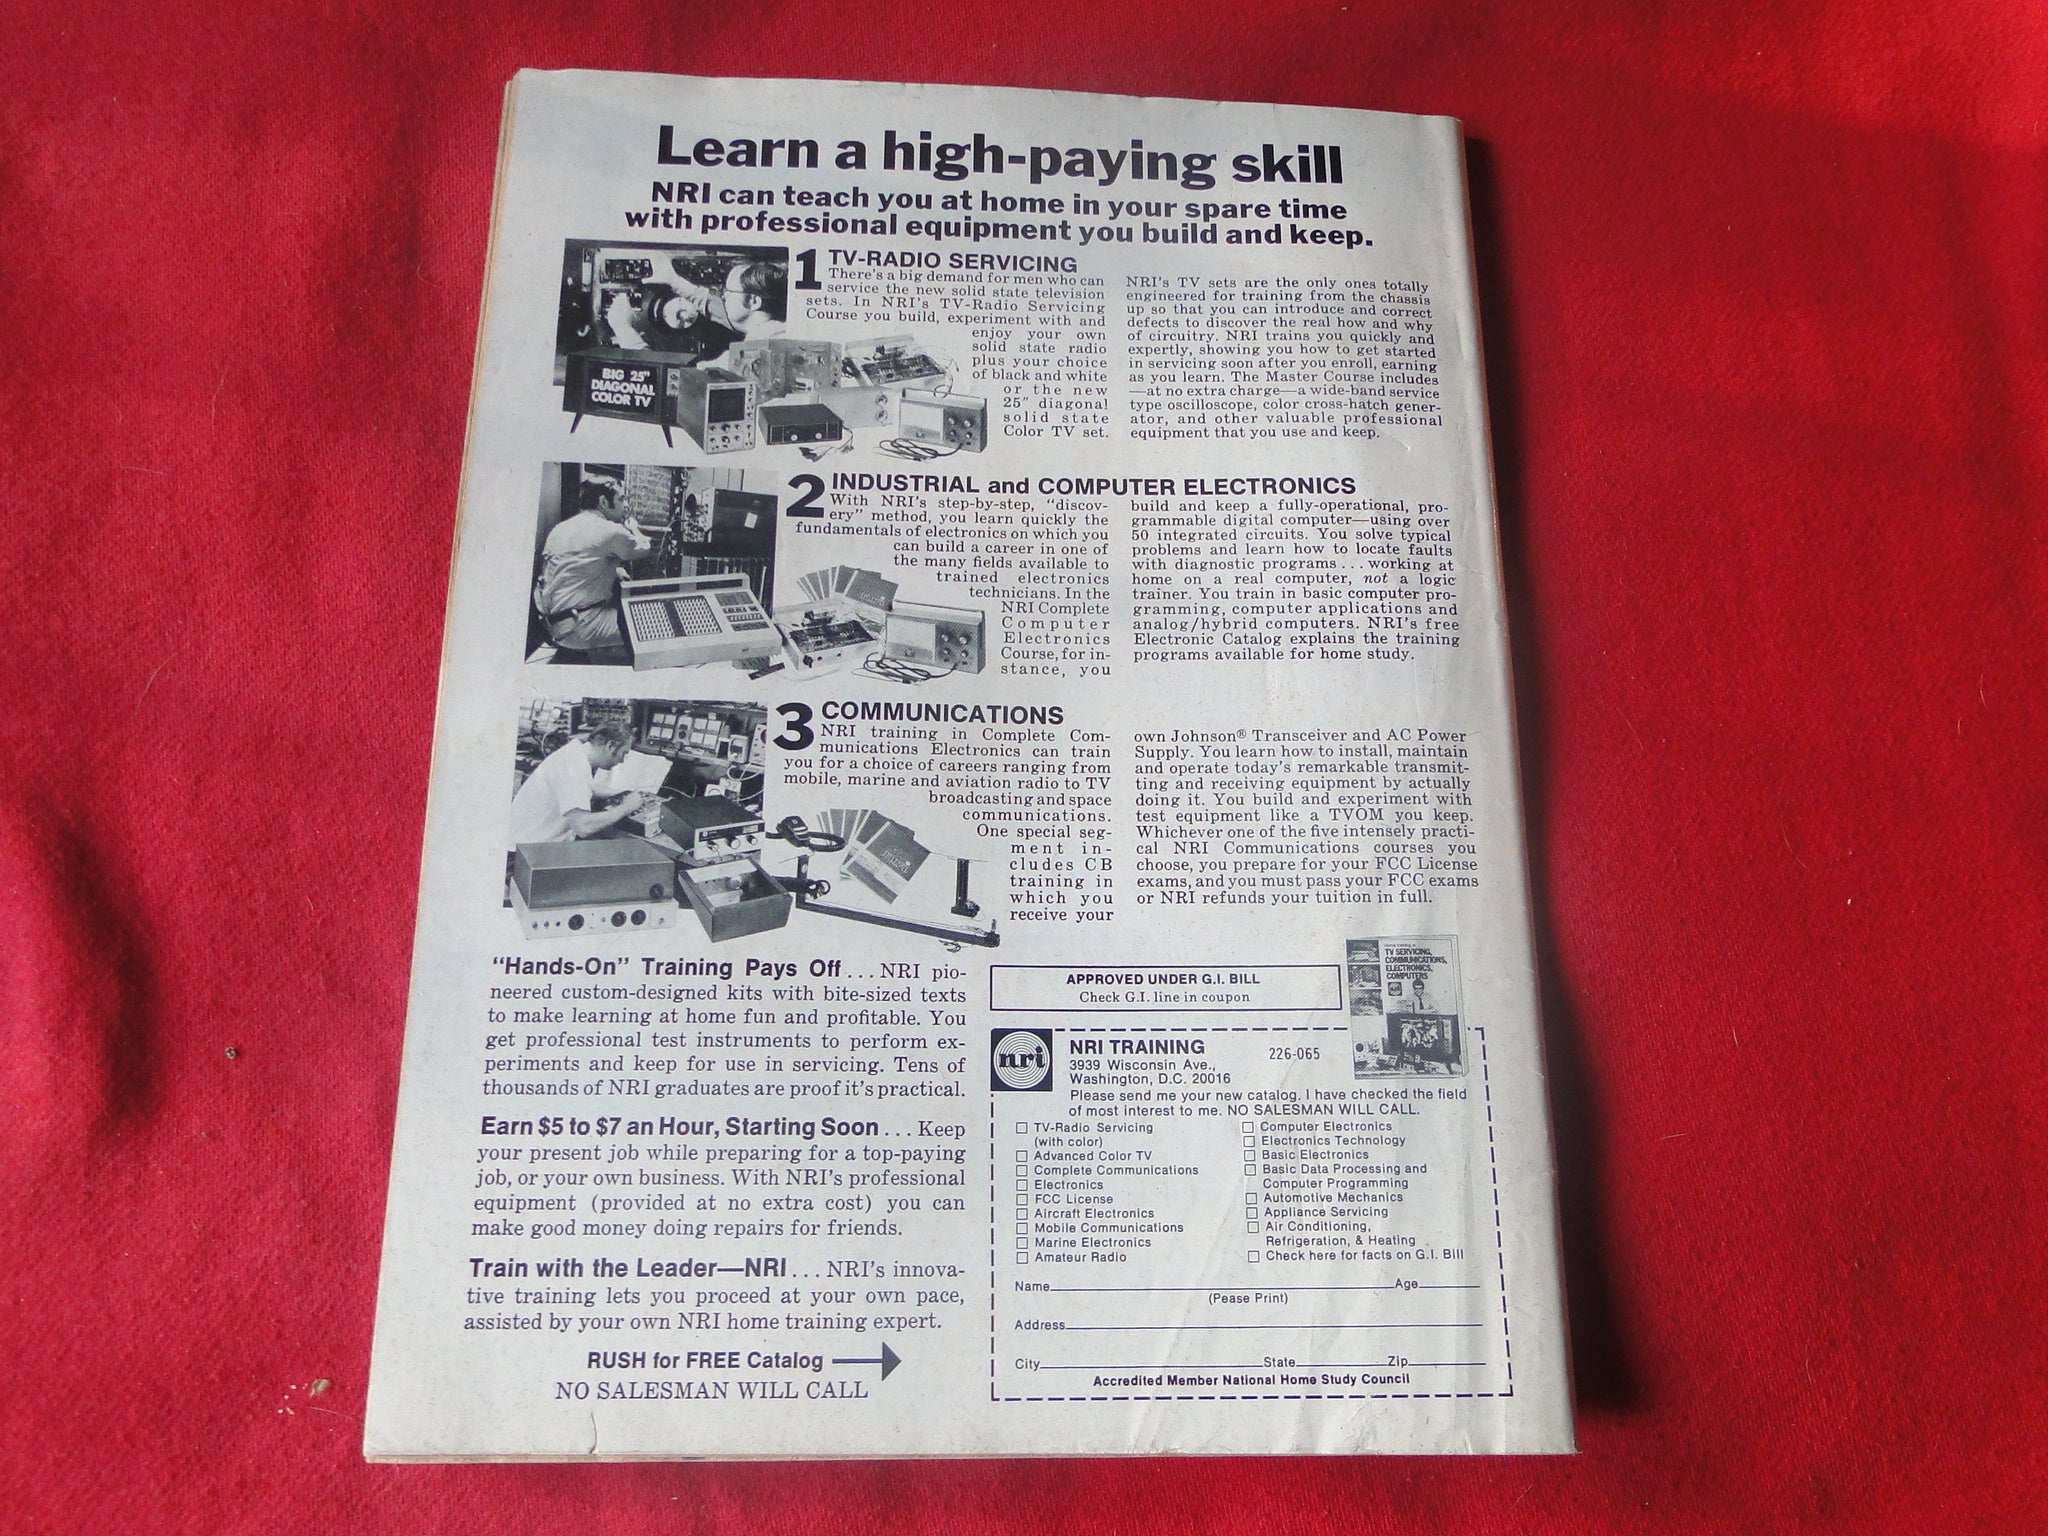 Learn a high-paying skill
NRI can teach you at home in your spare time
with professional equipment you build and keep.
BIG 25"
DIAGONAL
COLOR TV
1 TV-RADIO SERVICING
There's a big demand for men who can
service the new solid state television
sets. In NRI's TV-Radio Servicing
Course you build, experiment with and
enjoy your own
solid state radio
plus your choice
of black and white
or the new
25" diagonal
solid state
Color TV set.
NRI's TV sets are the only ones totally
engineered for training from the chassis
up so that you can introduce and correct
defects to discover the real how and why
of circuitry. NRI trains you quickly and
expertly, showing you how to get started
in servicing soon after you enroll, earning
as you learn. The Master Course includes
—at no extra charge—a wide-band service
type oscilloscope, color cross-hatch gener-
ator, and other valuable professional
equipment that you use and keep.
2 INDUSTRIAL and COMPUTER ELECTRONICS
With NRI's step-by-step, "discov-
ery" method, you learn quickly the
fundamentals of electronics on which you
can build a career in one of
the many fields available to
trained electronics
technicians. In the
NRI Complete
Computer
Electronics
Course, for in-
stance, you
build and keep a fully-operational, pro-
grammable digital computer—using over
50 integrated circuits. You solve typical
problems and learn how to locate faults
with diagnostic programs . . . working at
home on a real computer, not a logic
trainer. You train in basic computer pro-
gramming, computer applications and
analog/hybrid computers. NRI's free
Electronic Catalog explains the training
programs available for home study.
3 COMMUNICATIONS
NRI training in Complete Com-
munications Electronics can train
you for a choice of careers ranging from
mobile, marine and aviation radio to TV
broadcasting and space
communications.
One special seg-
ment in-
cludes CB
training in
which you
receive your
own Johnson® Transceiver and AC Power
Supply. You learn how to install, maintain
and operate today's remarkable transmit-
ting and receiving equipment by actually
doing it. You build and experiment with
test equipment like a TVOM you keep.
Whichever one of the five intensely practi-
cal NRI Communications courses you
choose, you prepare for your FCC License
exams, and you must pass your FCC exams
or NRI refunds your tuition in full.
"Hands-On" Training Pays Off . . . NRI pio-
neered custom-designed kits with bite-sized texts
to make learning at home fun and profitable. You
get professional test instruments to perform ex-
periments and keep for use in servicing. Tens of
thousands of NRI graduates are proof it's practical.
Earn $5 to $7 an Hour, Starting Soon . . . Keep
your present job while preparing for a top-paying
job, or your own business. With NRI's professional
equipment (provided at no extra cost) you can
make good money doing repairs for friends.
Train with the Leader—NRI . . . NRI's innova-
tive training lets you proceed at your own pace,
assisted by your own NRI home training expert.
RUSH for FREE Catalog
NO SALESMAN WILL CALL
APPROVED UNDER G.I. BILL
Check G.I. line in coupon
TV SERVICING,
COMMUNICATIONS,
ELECTRONICS,
COMPUTERS
nri
NRI TRAINING 226-065
3939 Wisconsin Ave.,
Washington, D.C. 20016
Please send me your new catalog. I have checked the field
of most interest to me. NO SALESMAN WILL CALL.
TV-Radio Servicing
(with color)
Advanced Color TV
Complete Communications
Electronics
FCC License
Aircraft Electronics
Mobile Communications
Marine Electronics
Amateur Radio
Computer Electronics
Electronics Technology
Basic Electronics
Basic Data Processing and
Computer Programming
Automotive Mechanics
Appliance Servicing
Air Conditioning,
Refrigeration, & Heating
Check here for facts on G.I. Bill
Name Age
(Pease Print)
Address
City State Zip
Accredited Member National Home Study Council